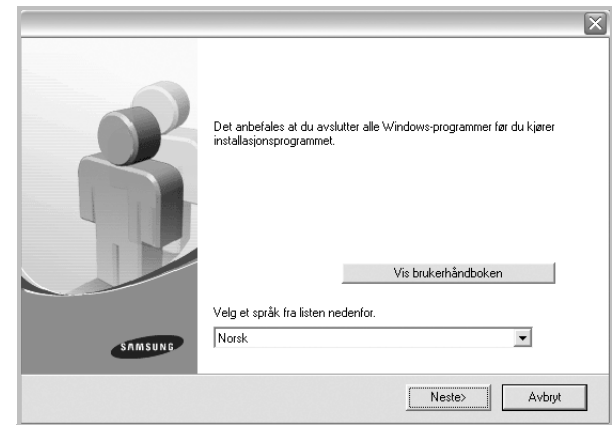 Det anbefales at du avslutter alle Windows-programmer før du kjører
installasjonsprogrammet.
Vis brukerhåndboken
Velg et språk fra listen nedenfor.
Norsk
SAMSUNG
Neste>
Avbryt